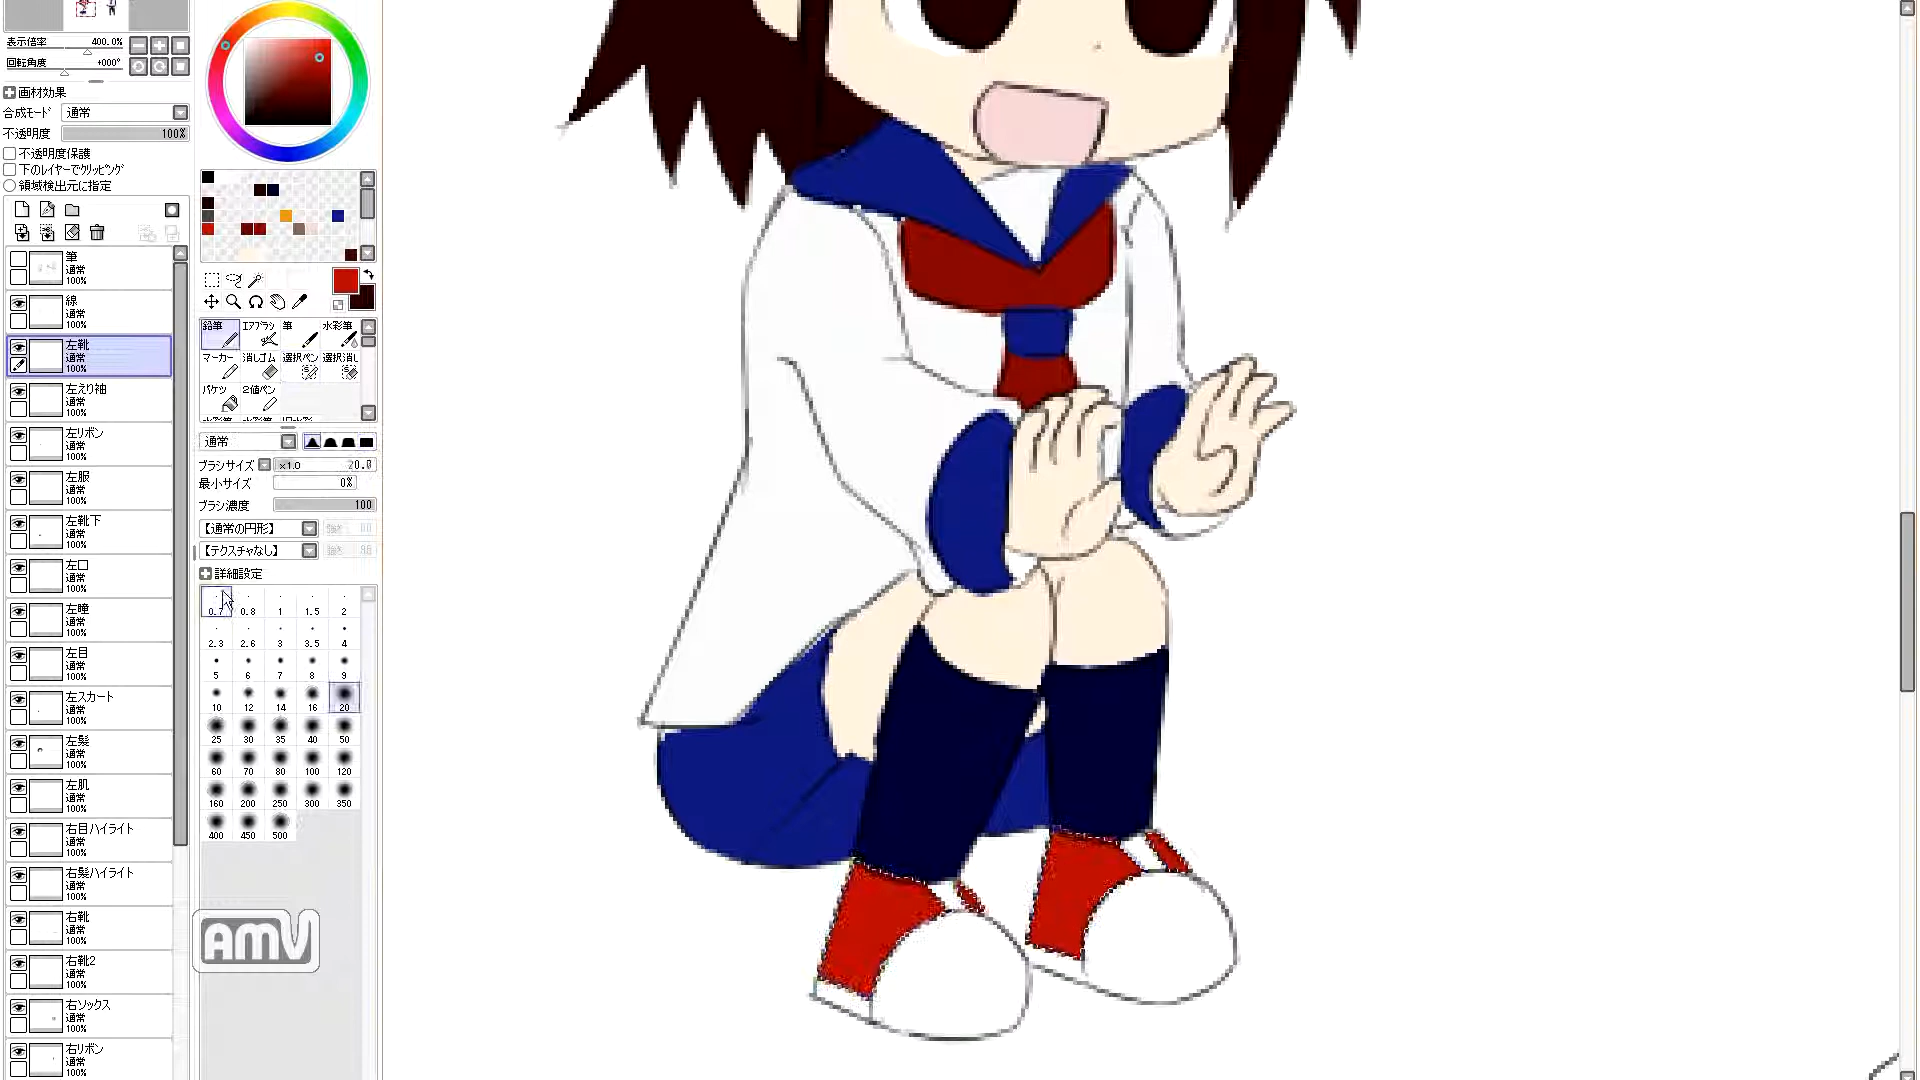 表示倍率 400.0%
回転角度 +000°
画材効果
合成モード 通常
不透明度 100%
不透明度保護
下のレイヤーでクリッピング
領域検出元に指定
筆
通常
100%
線
通常
100%
左靴
通常
100%
左えり袖
通常
100%
左リボン
通常
100%
左服
通常
100%
左靴下
通常
100%
左口
通常
100%
左瞳
通常
100%
左目
通常
100%
左スカート
通常
100%
左髪
通常
100%
左肌
通常
100%
右目ハイライト
通常
100%
右髪ハイライト
通常
100%
右靴
通常
100%
右靴2
通常
100%
右ソックス
通常
100%
右リボン
通常
100%
鉛筆 エアブラシ 筆 水彩筆
マーカー 消しゴム 選択ペン 選択消し
バケツ 2値ペン
通常
ブラシサイズ x1.0 20.0
最小サイズ 0%
ブラシ濃度 100
【通常の円形】
【テクスチャなし】
詳細設定
0.7 0.8 1 1.5 2
2.3 2.6 3 3.5 4
5 6 7 8 9
10 12 14 16 20
25 30 35 40 50
60 70 80 100 120
160 200 250 300 350
400 450 500
AMV